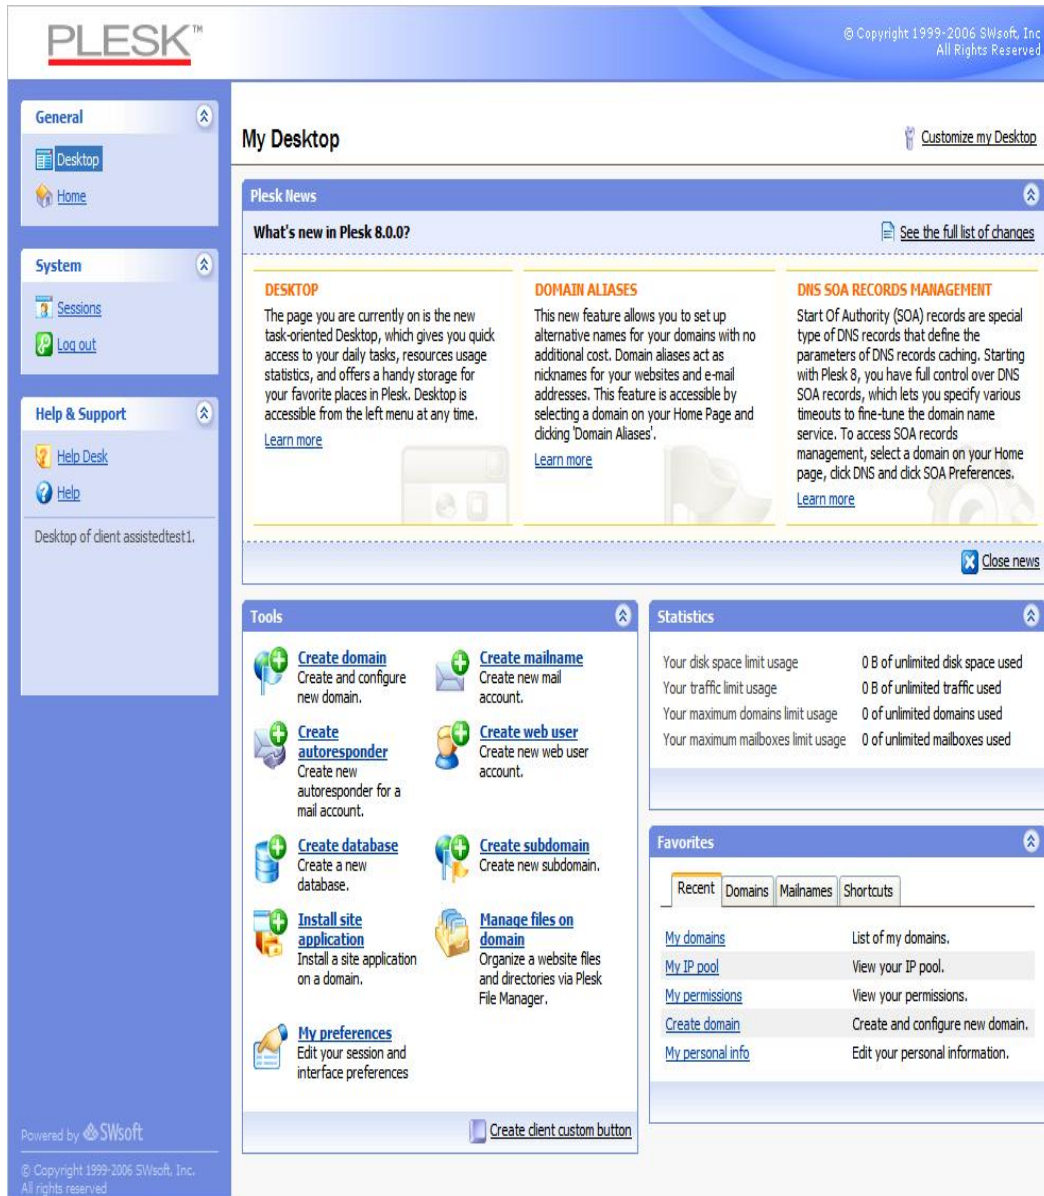 PLESK™
© Copyright 1999-2006 SWsoft, Inc
All Rights Reserved
General
Desktop
Home
System
Sessions
Log out
Help & Support
Help Desk
Help
Desktop of client assistedtest1.
Powered by SWsoft
© Copyright 1999-2006 SWsoft, Inc.
All rights reserved
My Desktop
Customize my Desktop
Plesk News
What's new in Plesk 8.0.0?
See the full list of changes
DESKTOP
The page you are currently on is the new
task-oriented Desktop, which gives you quick
access to your daily tasks, resources usage
statistics, and offers a handy storage for
your favorite places in Plesk. Desktop is
accessible from the left menu at any time.
Learn more
DOMAIN ALIASES
This new feature allows you to set up
alternative names for your domains with no
additional cost. Domain aliases act as
nicknames for your websites and e-mail
addresses. This feature is accessible by
selecting a domain on your Home Page and
clicking 'Domain Aliases'.
Learn more
DNS SOA RECORDS MANAGEMENT
Start Of Authority (SOA) records are special
type of DNS records that define the
parameters of DNS records caching. Starting
with Plesk 8, you have full control over DNS
SOA records, which lets you specify various
timeouts to fine-tune the domain name
service. To access SOA records
management, select a domain on your Home
page, click DNS and click SOA Preferences.
Learn more
Close news
Tools
Create domain
Create and configure
new domain.
Create mailname
Create new mail
account.
Create
autoresponder
Create new
autoresponder for a
mail account.
Create web user
Create new web user
account.
Create database
Create a new
database.
Create subdomain
Create new subdomain.
Install site
application
Install a site application
on a domain.
Manage files on
domain
Organize a website files
and directories via Plesk
File Manager.
My preferences
Edit your session and
interface preferences
Create client custom button
Statistics
Your disk space limit usage 0 B of unlimited disk space used
Your traffic limit usage 0 B of unlimited traffic used
Your maximum domains limit usage 0 of unlimited domains used
Your maximum mailboxes limit usage 0 of unlimited mailboxes used
Favorites
Recent Domains Mailnames Shortcuts
My domains List of my domains.
My IP pool View your IP pool.
My permissions View your permissions.
Create domain Create and configure new domain.
My personal info Edit your personal information.